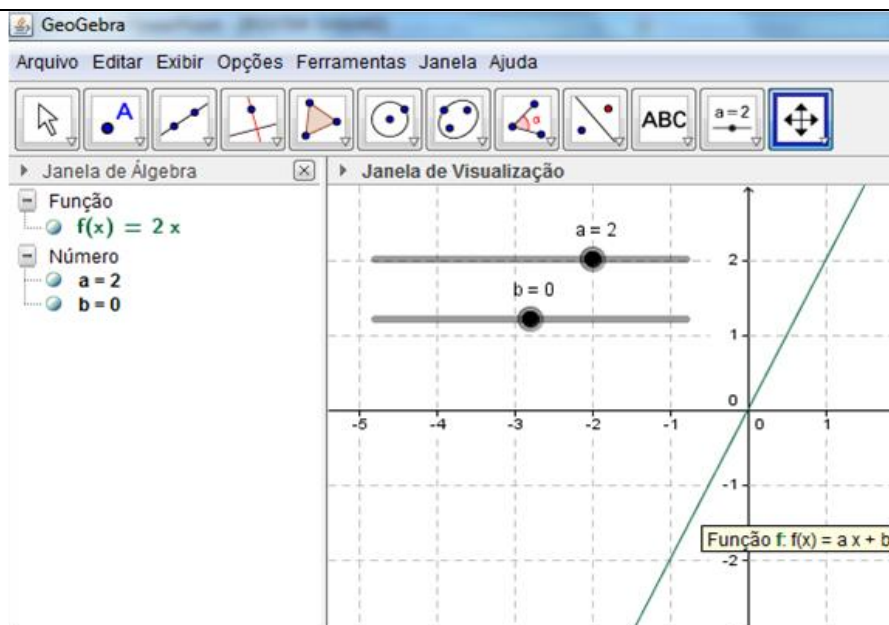 GeoGebra
Arquivo Editar Exibir Opções Ferramentas Janela Ajuda
A
α
ABC
a=2
Janela de Álgebra
Janela de Visualização
Função
f(x) = 2 x
Número
a = 2
b = 0
a = 2
b = 0
2
1
0
-5 -4 -3 -2 -1 0 1
-1
Função f: f(x) = a x + b
-2